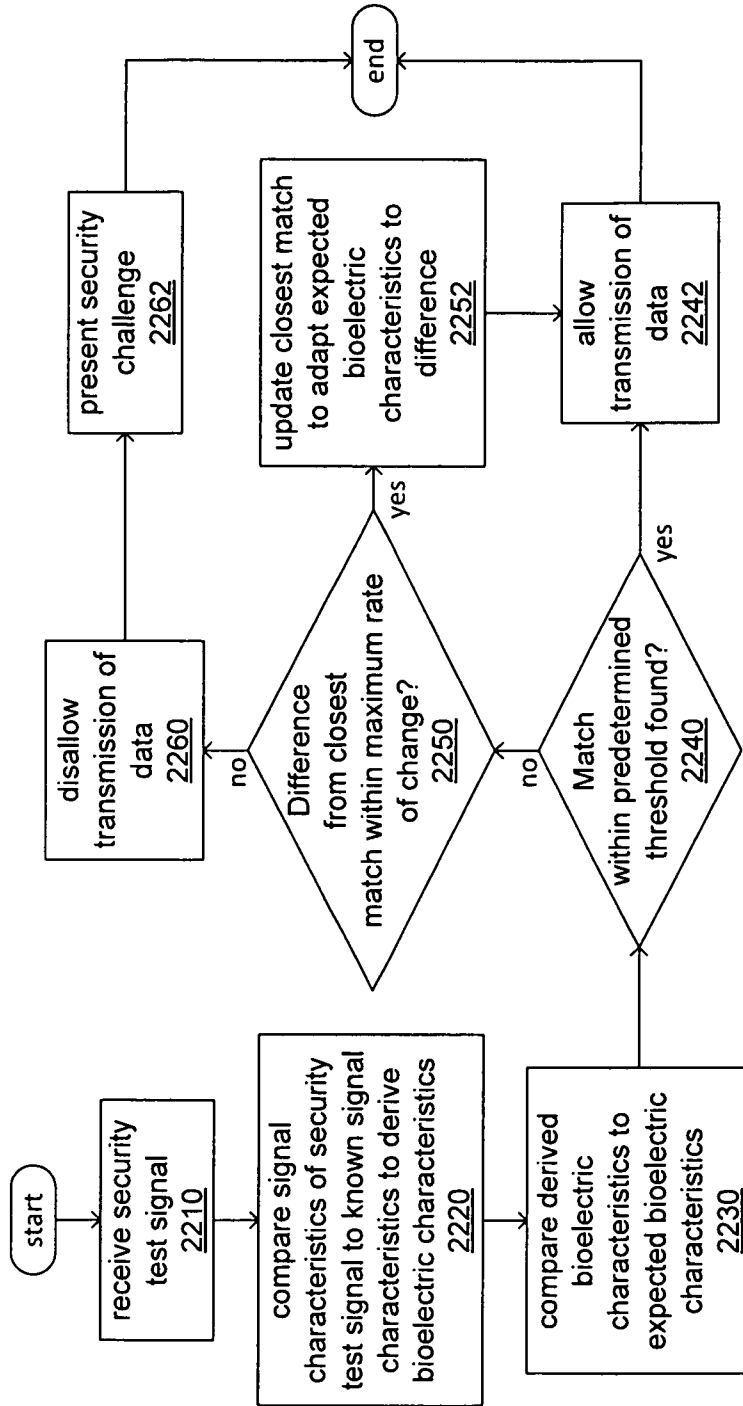 start
receive security
test signal
2210
compare signal
characteristics of security
test signal to known signal
characteristics to derive
bioelectric characteristics
2220
compare derived
bioelectric
characteristics to
expected bioelectric
characteristics
2230
Match
within predetermined
threshold found?
2240
no
yes
Difference
from closest
match within maximum rate
of change?
2250
no
yes
disallow
transmission of
data
2260
present security
challenge
2262
update closest match
to adapt expected
bioelectric
characteristics to
difference
2252
allow
transmission of
data
2242
end